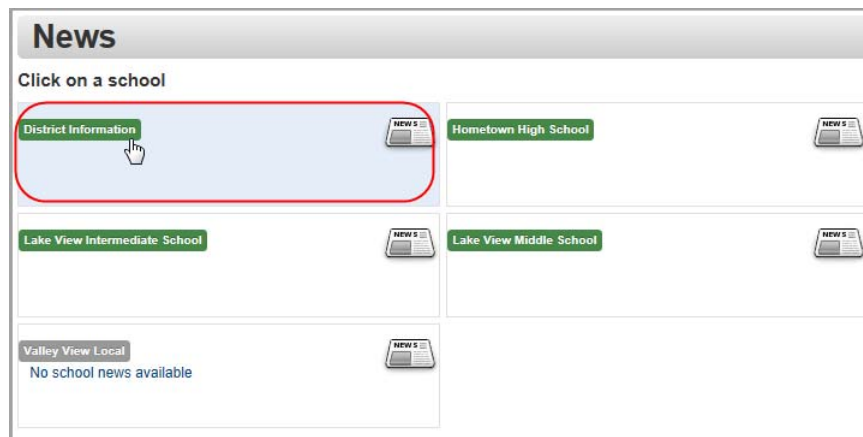 News
Click on a school
District Information
NEWS
Hometown High School
NEWS
Lake View Intermediate School
NEWS
Lake View Middle School
NEWS
Valley View Local
NEWS
No school news available